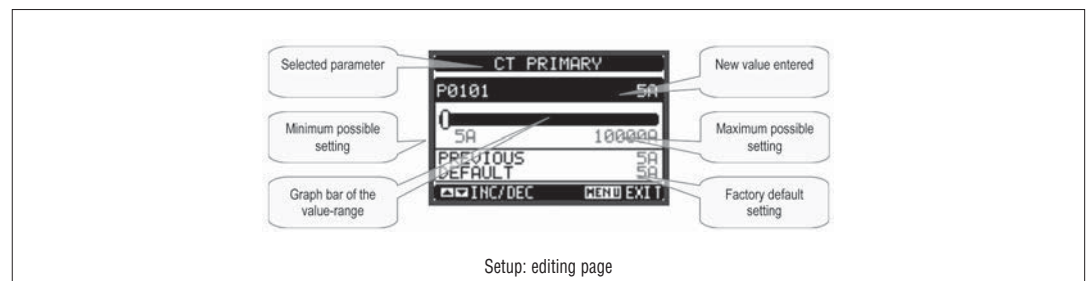 Selected parameter
Minimum possible
setting
Graph bar of the
value-range
CT PRIMARY
P0101 5A
5A 10000A
PREVIOUS 5A
DEFAULT 5A
▲▼ INC/DEC MENU EXIT
New value entered
Maximum possible
setting
Factory default
setting
Setup: editing page